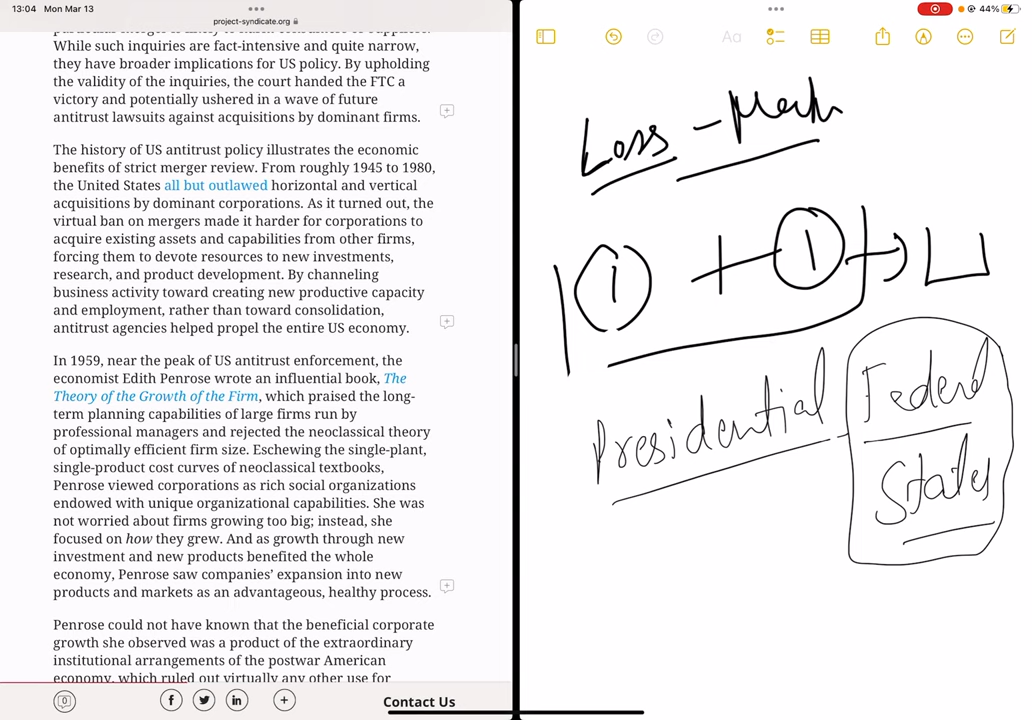 13:04 Mon Mar 13
project-syndicate.org
44%
While such inquiries are fact-intensive and quite narrow,
they have broader implications for US policy. By upholding
the validity of the inquiries, the court handed the FTC a
victory and potentially ushered in a wave of future
antitrust lawsuits against acquisitions by dominant firms.
The history of US antitrust policy illustrates the economic
benefits of strict merger review. From roughly 1945 to 1980,
the United States all but outlawed horizontal and vertical
acquisitions by dominant corporations. As it turned out, the
virtual ban on mergers made it harder for corporations to
acquire existing assets and capabilities from other firms,
forcing them to devote resources to new investments,
research, and product development. By channeling
business activity toward creating new productive capacity
and employment, rather than toward consolidation,
antitrust agencies helped propel the entire US economy.
In 1959, near the peak of US antitrust enforcement, the
economist Edith Penrose wrote an influential book, The
Theory of the Growth of the Firm, which praised the long-
term planning capabilities of large firms run by
professional managers and rejected the neoclassical theory
of optimally efficient firm size. Eschewing the single-plant,
single-product cost curves of neoclassical textbooks,
Penrose viewed corporations as rich social organizations
endowed with unique organizational capabilities. She was
not worried about firms growing too big; instead, she
focused on how they grew. And as growth through new
investment and new products benefited the whole
economy, Penrose saw companies' expansion into new
products and markets as an advantageous, healthy process.
Penrose could not have known that the beneficial corporate
growth she observed was a product of the extraordinary
institutional arrangements of the postwar American
economy, which ruled out virtually any other use for
0
Contact Us
Aa
Loss -
1 + 1
Presidential - Federal
States